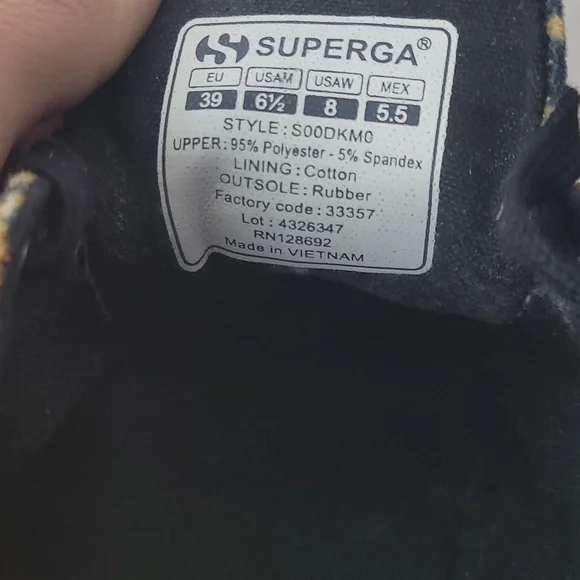 SUPERGA®
EU USAM USAW MEX
39 6½ 8 5.5
STYLE: S00DKM0
UPPER: 95% Polyester - 5% Spandex
LINING: Cotton
OUTSOLE: Rubber
Factory code: 33357
Lot: 4326347
RN128692
Made in VIETNAM